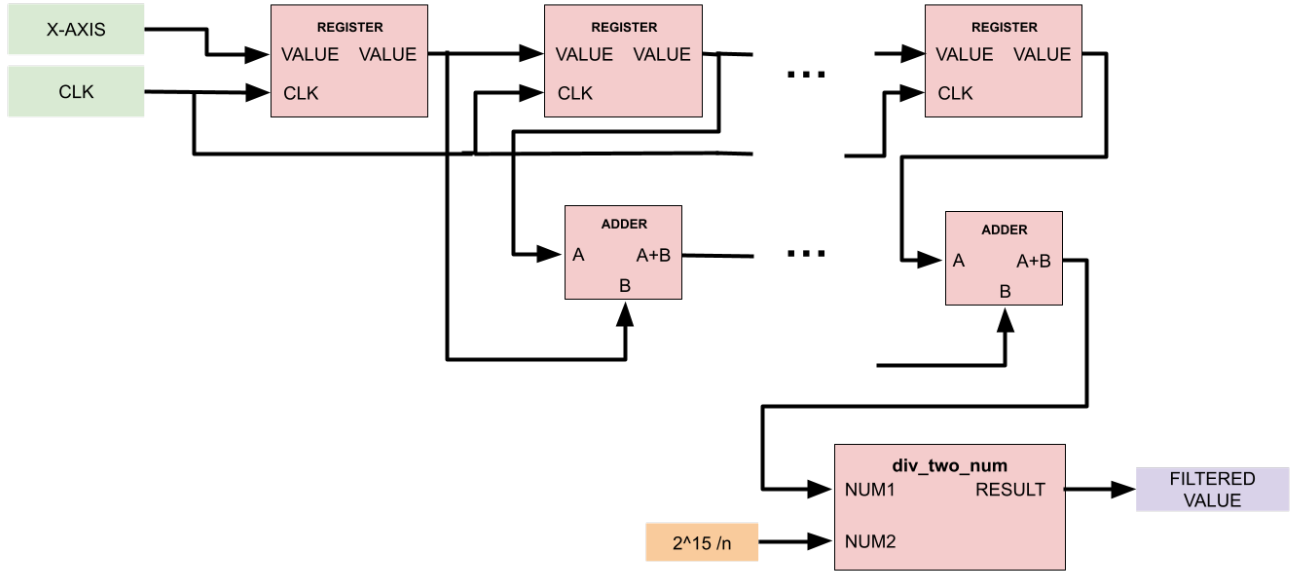 X-AXIS
CLK
REGISTER
VALUE VALUE
CLK
REGISTER
VALUE VALUE
CLK
...
REGISTER
VALUE VALUE
CLK
ADDER
A A+B
B
...
ADDER
A A+B
B
div_two_num
NUM1 RESULT
NUM2
2^15 /n
FILTERED
VALUE